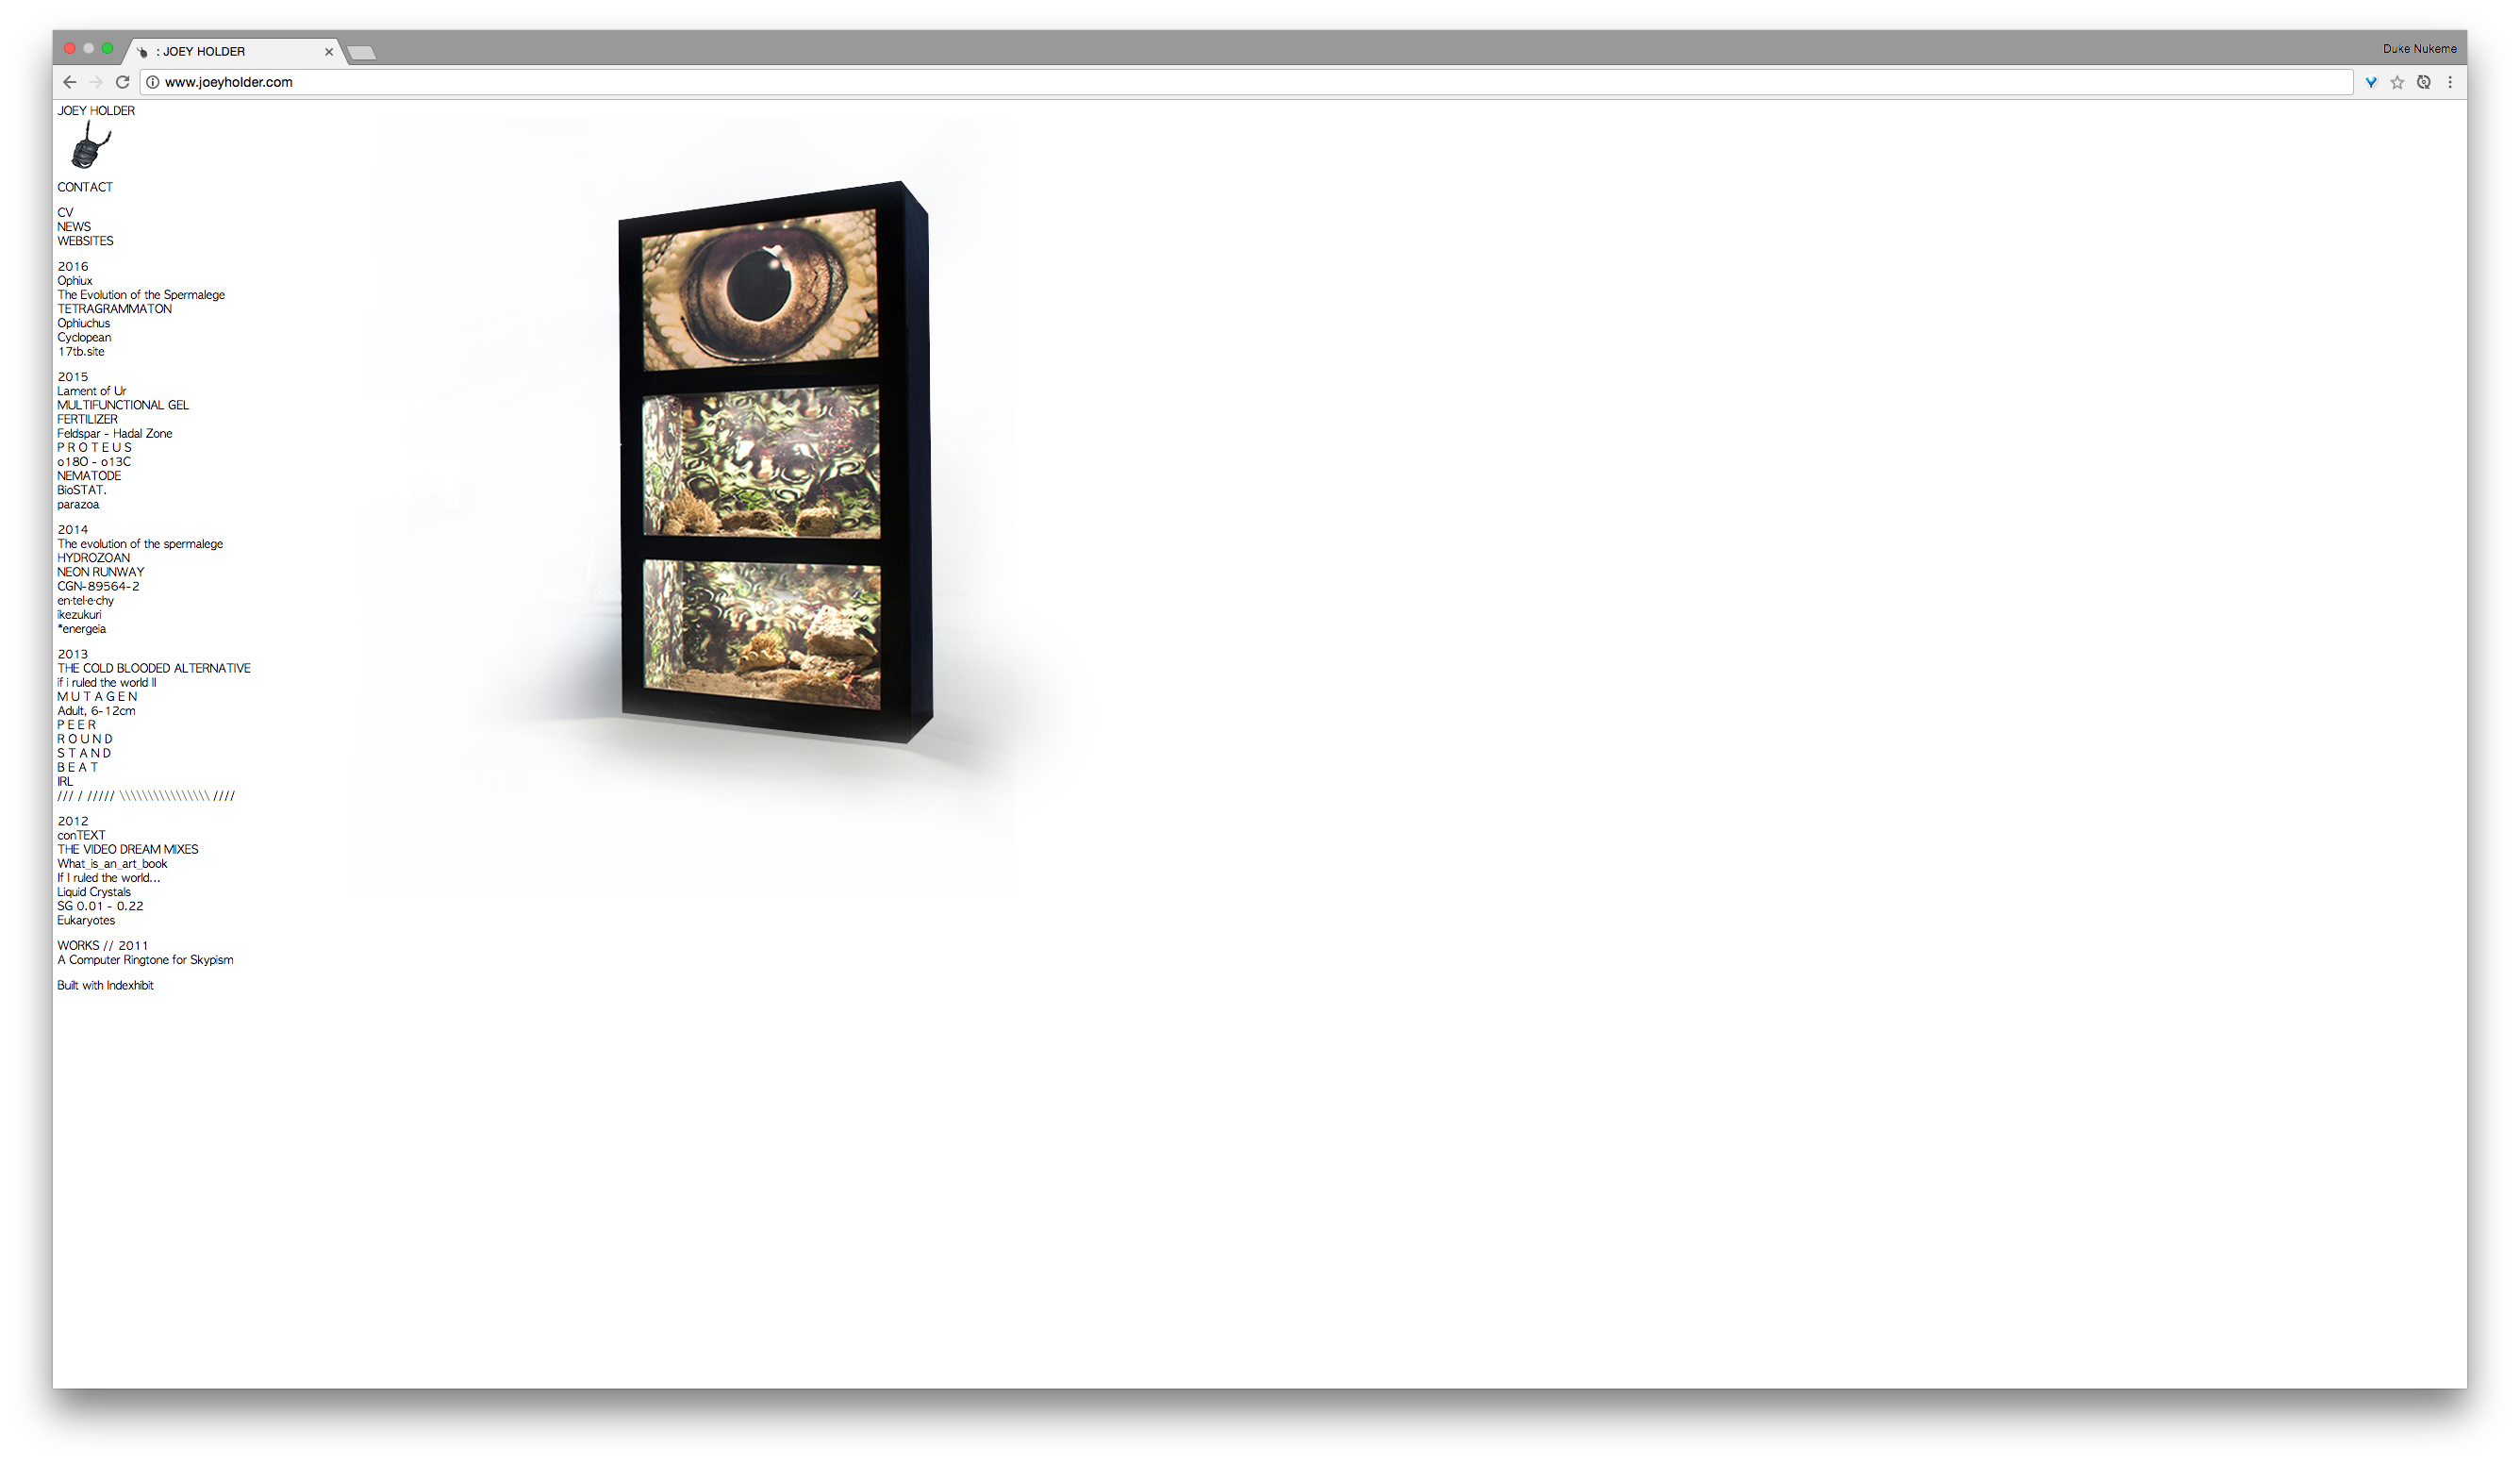 : JOEY HOLDER
Duke Nukeme
www.joeyholder.com
JOEY HOLDER
CONTACT
CV
NEWS
WEBSITES
2016
Ophiux
The Evolution of the Spermalege
TETRAGRAMMATON
Ophiuchus
Cyclopean
17tb.site
2015
Lament of Ur
MULTIFUNCTIONAL GEL
FERTILIZER
Feldspar - Hadal Zone
P R O T E U S
o18O - o13C
NEMATODE
BioSTAT.
parazoa
2014
The evolution of the spermalege
HYDROZOAN
NEON RUNWAY
CGN-89564-2
en·tel·e·chy
ikezukuri
*energeia
2013
THE COLD BLOODED ALTERNATIVE
if i ruled the world II
M U T A G E N
Adult, 6-12cm
P E E R
R O U N D
S T A N D
B E A T
IRL
/// / ///// \\\\\\\\\\\\\\\\ ////
2012
conTEXT
THE VIDEO DREAM MIXES
What_is_an_art_book
If I ruled the world...
Liquid Crystals
SG 0.01 - 0.22
Eukaryotes
WORKS // 2011
A Computer Ringtone for Skypism
Built with Indexhibit